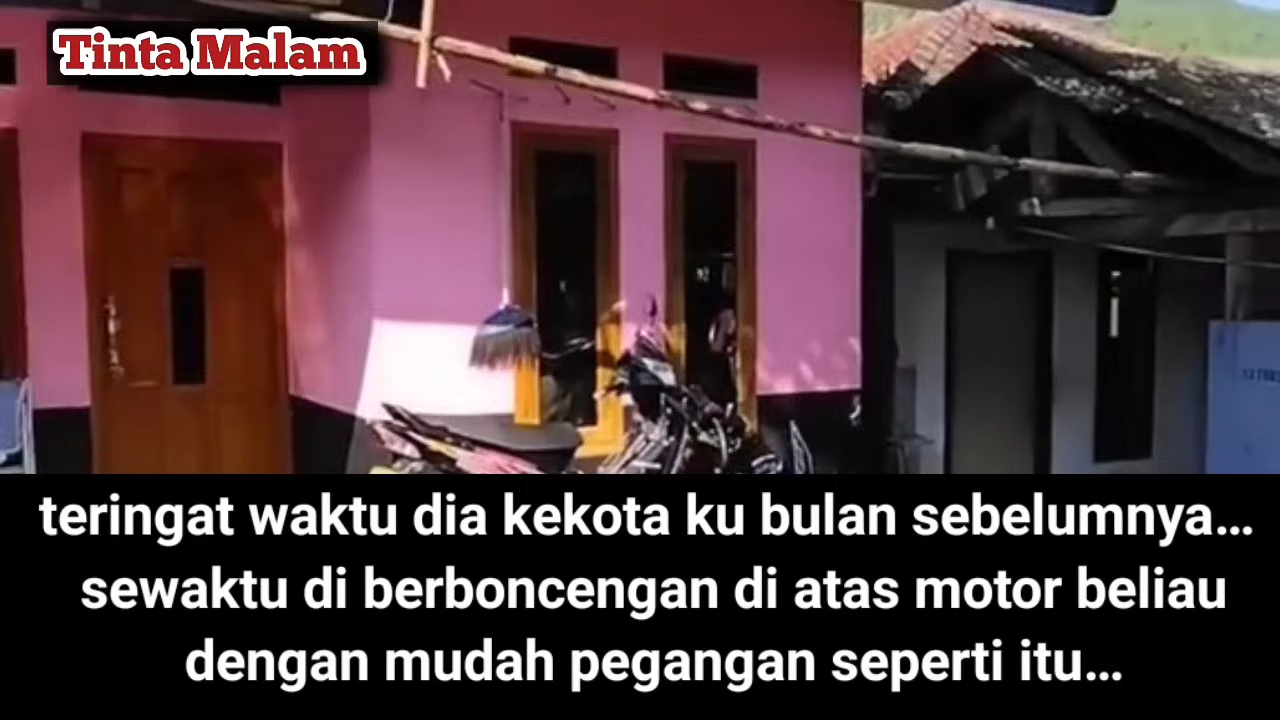 Tinta Malam
teringat waktu dia kekota ku bulan sebelumnya...
sewaktu di berboncengan di atas motor beliau
dengan mudah pegangan seperti itu...